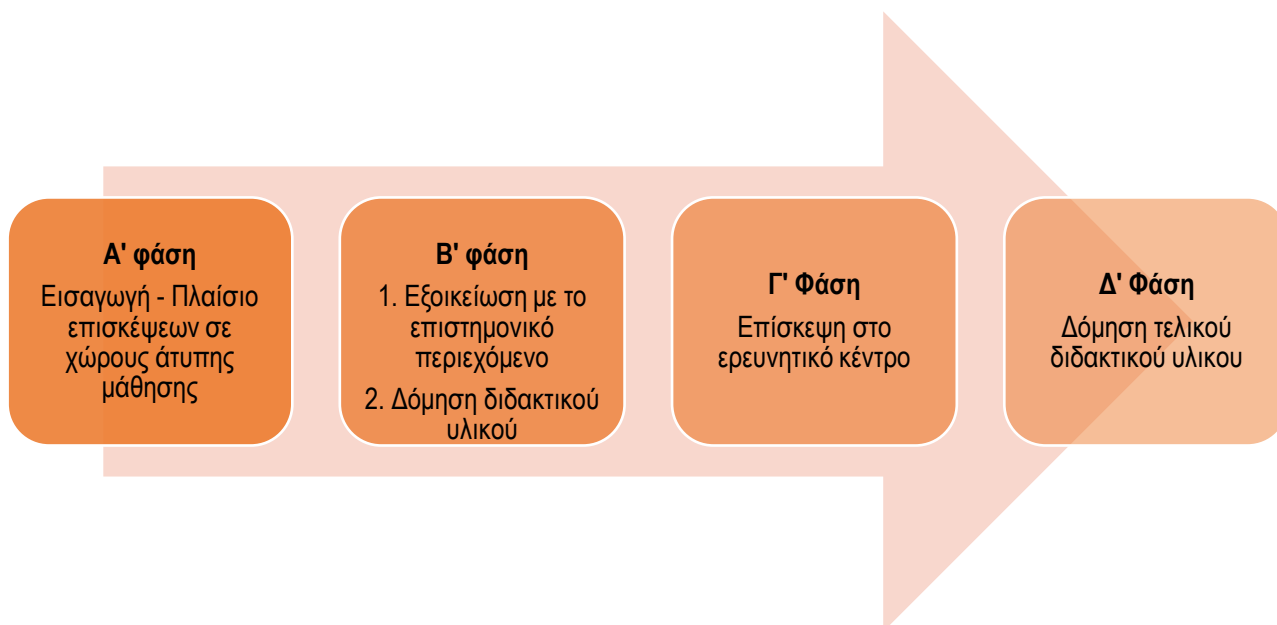 Α' φάση
Εισαγωγή - Πλαίσιο
επισκέψεων σε
χώρους άτυπης
μάθησης
Β' φάση
1. Εξοικείωση με το
επιστημονικό
περιεχόμενο
2. Δόμηση διδακτικού
υλικού
Γ' Φάση
Επίσκεψη στο
ερευνητικό κέντρο
Δ' Φάση
Δόμηση τελικού
διδακτικού υλικου